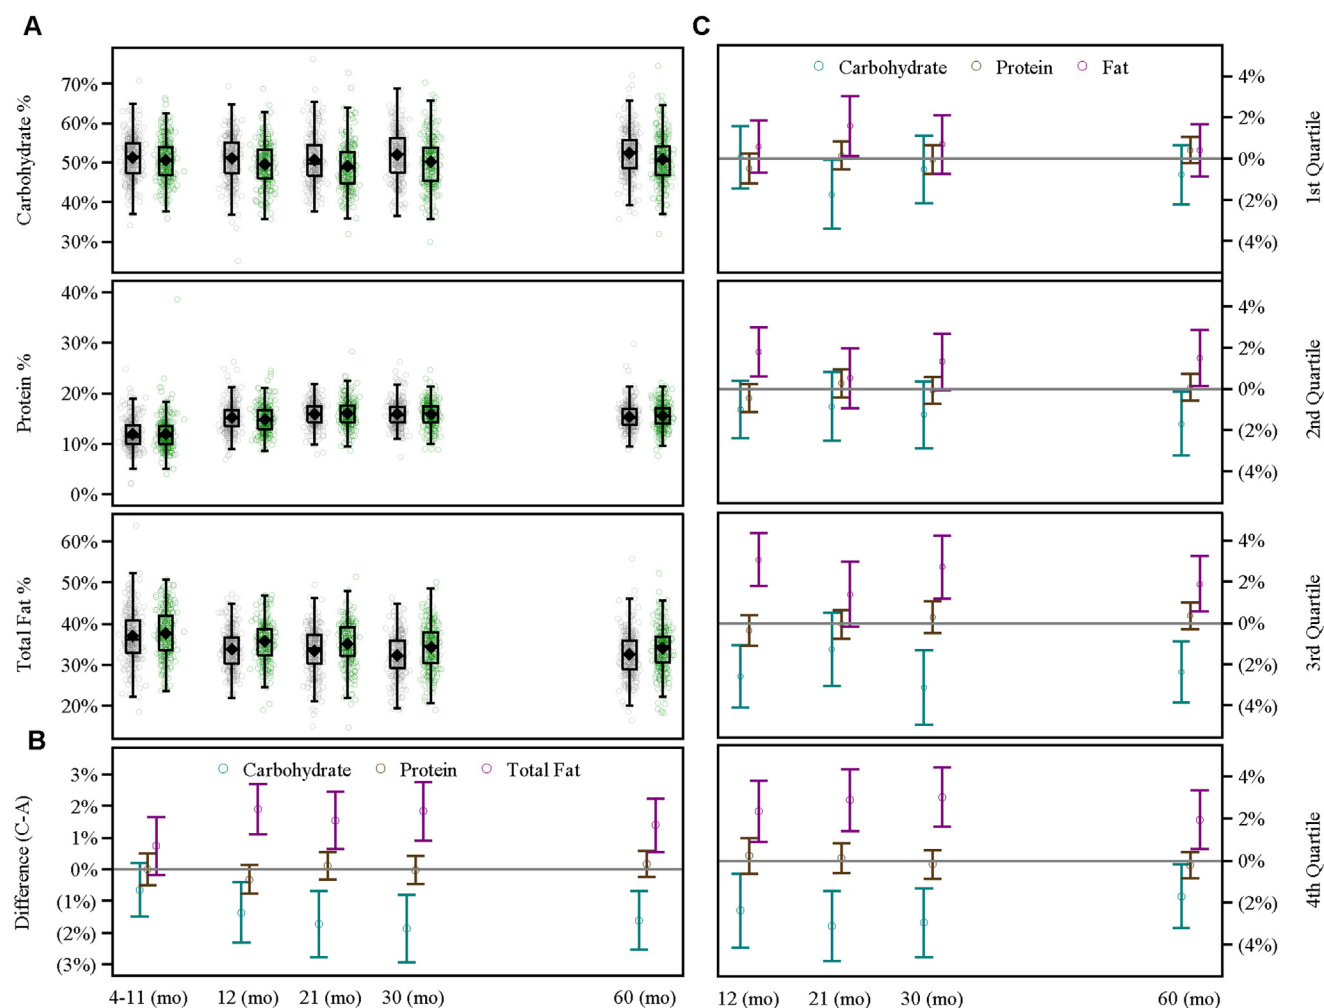 A
Carbohydrate %
70%
60%
50%
40%
30%
Protein %
40%
30%
20%
10%
0%
Total Fat %
60%
50%
40%
30%
20%
B
Carbohydrate Protein Total Fat
Difference (C-A)
3%
2%
1%
0%
(1%)
(2%)
(3%)
4-11 (mo) 12 (mo) 21 (mo) 30 (mo) 60 (mo)
C
Carbohydrate Protein Fat
4%
2%
0%
(2%)
(4%)
1st Quartile
4%
2%
0%
(2%)
(4%)
2nd Quartile
4%
2%
0%
(2%)
(4%)
3rd Quartile
4%
2%
0%
(2%)
(4%)
4th Quartile
12 (mo) 21 (mo) 30 (mo) 60 (mo)